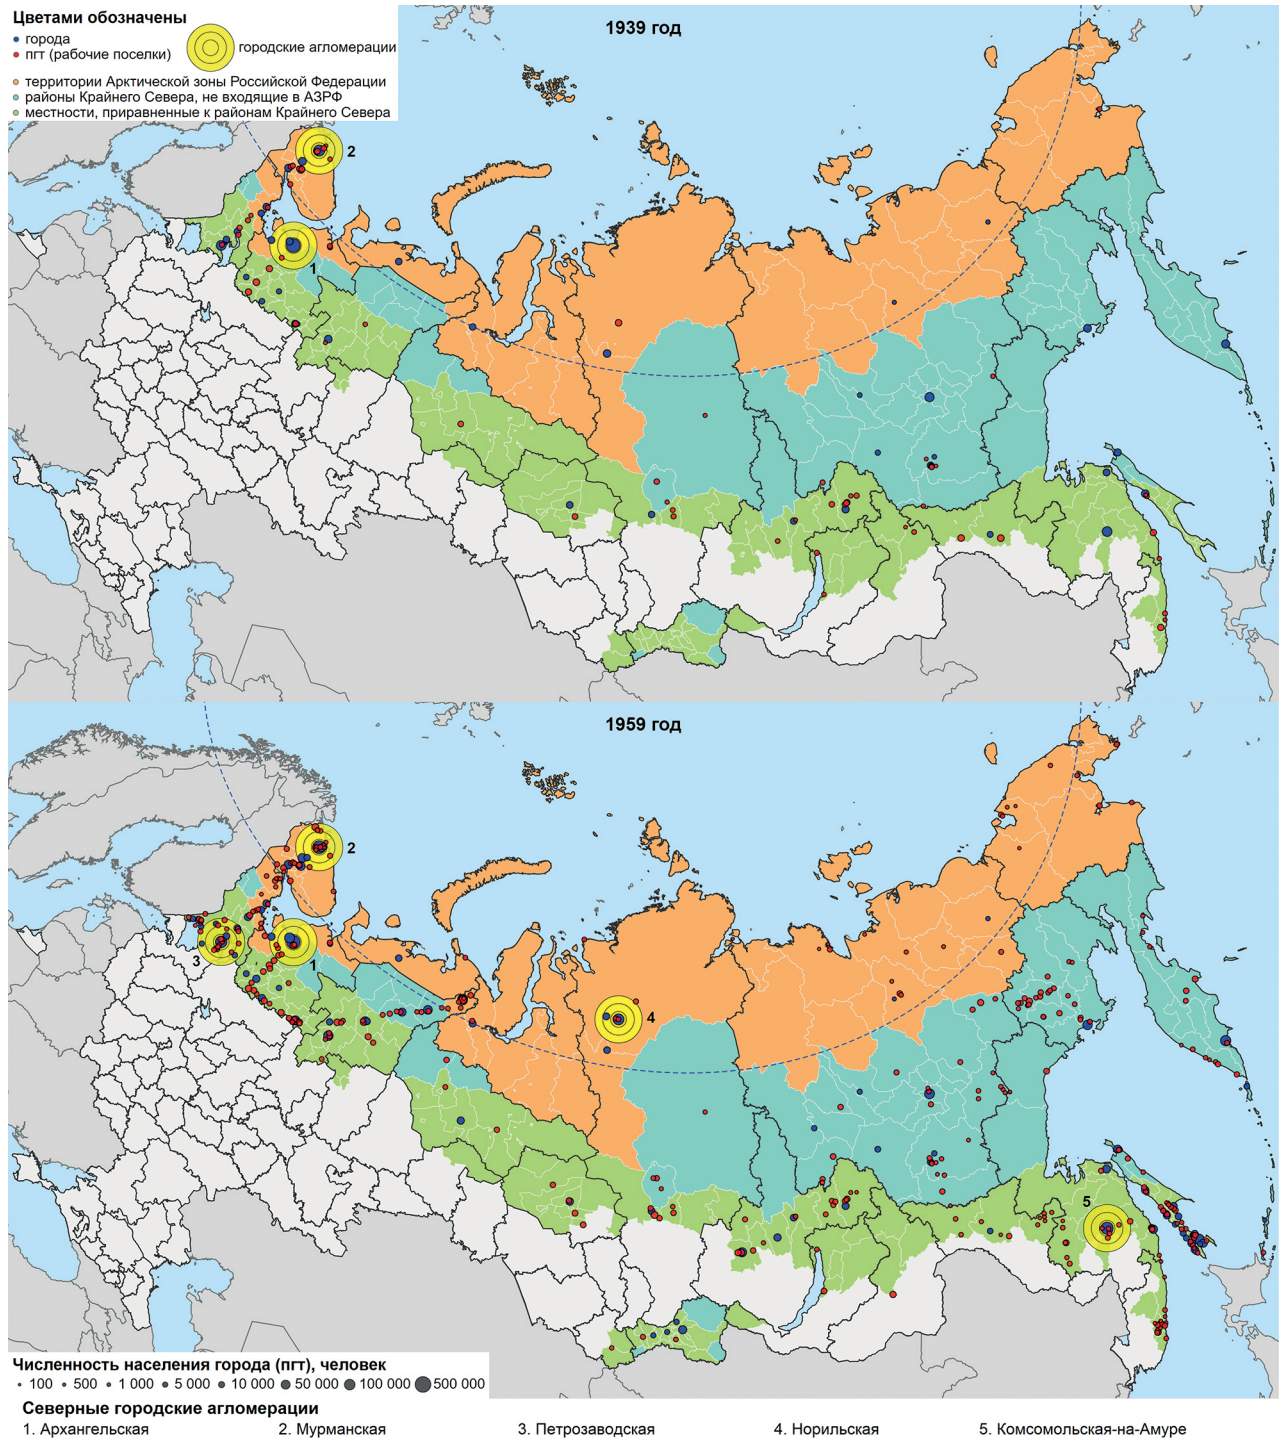 Цветами обозначены
города
пгт (рабочие поселки)
городские агломерации
территории Арктической зоны Российской Федерации
районы Крайнего Севера, не входящие в АЗРФ
местности, приравненные к районам Крайнего Севера
1939 год
2
1
1959 год
2
3
1
4
5
Численность населения города (пгт), человек
100 500 1 000 5 000 10 000 50 000 100 000 500 000
Северные городские агломерации
1. Архангельская 2. Мурманская 3. Петрозаводская 4. Норильская 5. Комсомольская-на-Амуре